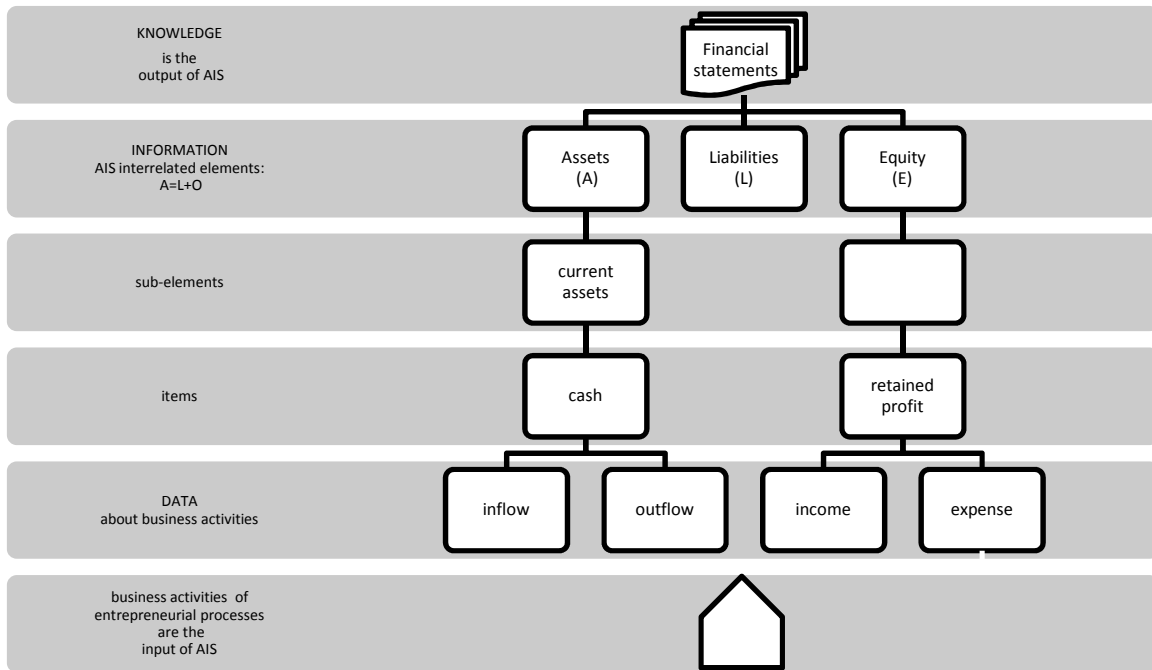 KNOWLEDGE
is the
output of AIS
Financial
statements
INFORMATION
AIS interrelated elements:
A=L+O
Assets
(A)
Liabilities
(L)
Equity
(E)
sub-elements
current
assets
items
cash
retained
profit
DATA
about business activities
inflow
outflow
income
expense
business activities of
entrepreneurial processes
are the
input of AIS